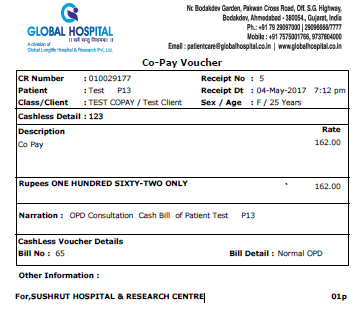 GLOBAL HOSPITAL
A division of
Global Longlife Hospital & Research Pvt. Ltd.
Nr. Bodakdev Garden, Pakwan Cross Road, Off. S.G. Highway,
Bodakdev, Ahmedabad - 380054., Gujarat, India
Ph.: +91 79 29097000 | 29096666/7777
Mobile : +91 7575001766, 9737804000
Email : patientcare@globalhospital.co.in | www.globalhospital.co.in
Co-Pay Voucher
CR Number : 010029177 Receipt No : 5
Patient : Test P13 Receipt Dt : 04-May-2017 7:12 pm
Class/Client : TEST COPAY / Test Client Sex / Age : F / 25 Years
Cashless Detail : 123
Description Rate
Co Pay 162.00
Rupees ONE HUNDRED SIXTY-TWO ONLY 162.00
Narration : OPD Consultation Cash Bill of Patient Test P13
CashLess Voucher Details
Bill No : 65 Bill Detail : Normal OPD
Other Information :
For,SUSHRUT HOSPITAL & RESEARCH CENTRE 01p